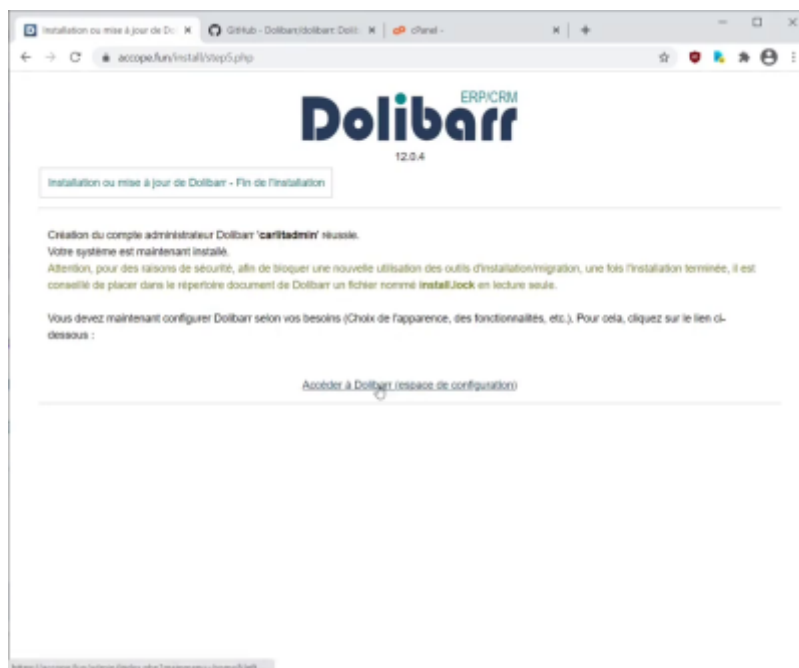 Installation ou mise à jour de Do
GitHub - Dolibarr/dolibarr: Doli
cPanel -
accope.fun/install/step5.php
ERP/CRM
Dolibarr
12.0.4
Installation ou mise à jour de Dolibarr - Fin de l'installation
Création du compte administrateur Dolibarr 'carlitadmin' réussie.
Votre système est maintenant installé.
Attention, pour des raisons de sécurité, afin de bloquer une nouvelle utilisation des outils d'installation/migration, une fois l'installation terminée, il est
conseillé de placer dans le répertoire document de Dolibarr un fichier nommé install.lock en lecture seule.
Vous devez maintenant configurer Dolibarr selon vos besoins (Choix de l'apparence, des fonctionnalités, etc.). Pour cela, cliquez sur le lien ci-
dessous :
Accéder à Dolibarr (espace de configuration)